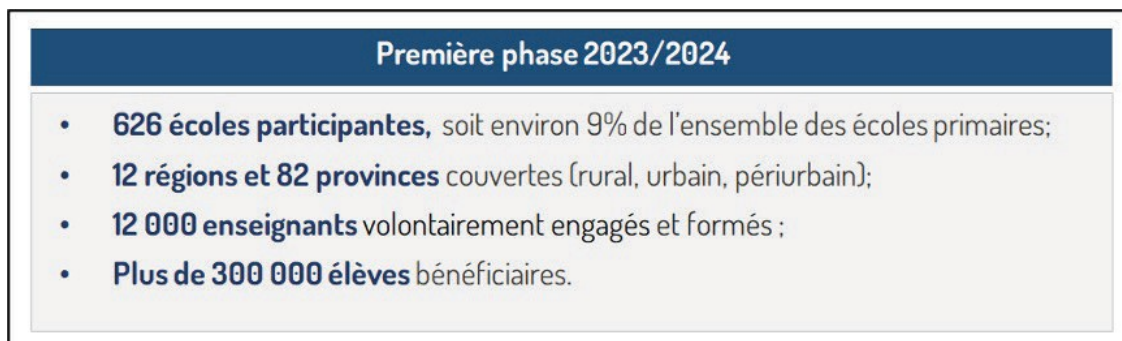 Première phase 2023/2024
• 626 écoles participantes, soit environ 9% de l'ensemble des écoles primaires;
• 12 régions et 82 provinces couvertes (rural, urbain, périurbain);
• 12 000 enseignants volontairement engagés et formés ;
• Plus de 300 000 élèves bénéficiaires.